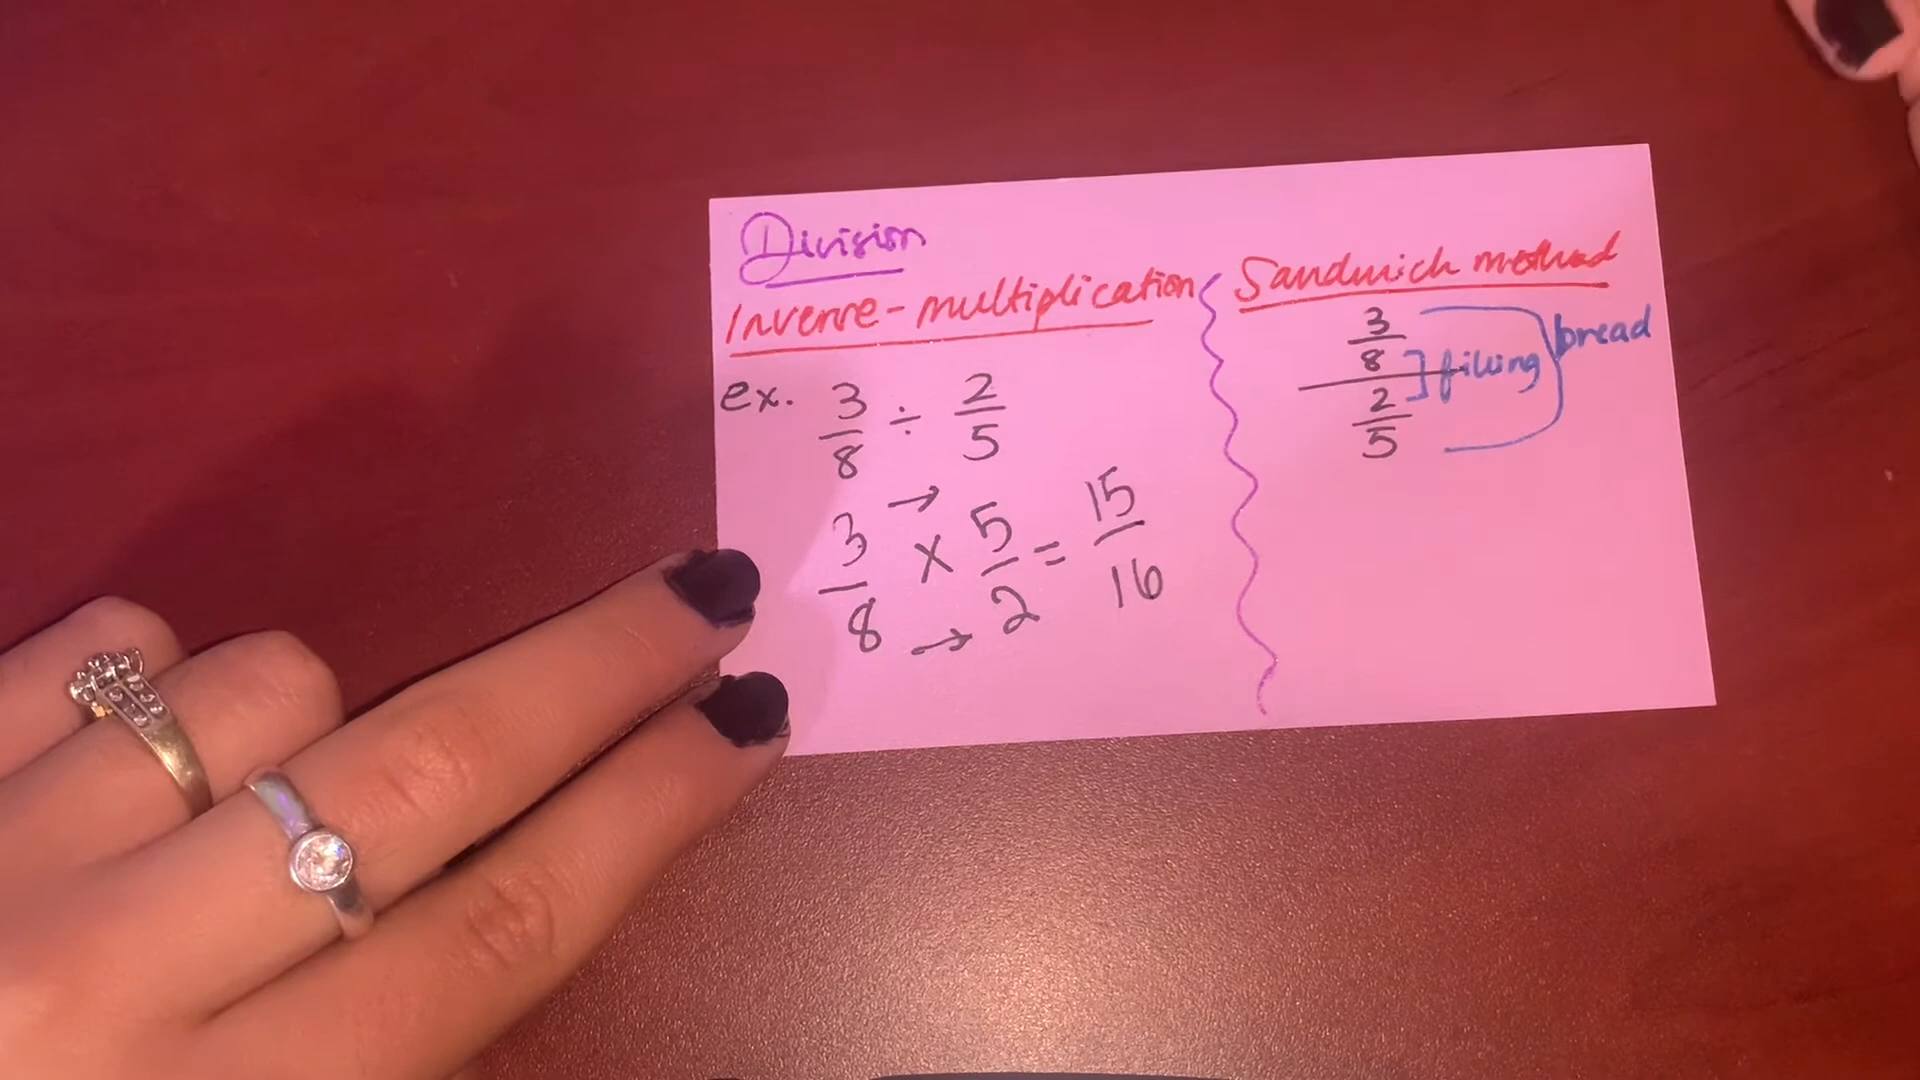 Division
Inverse-multiplication
ex. 3/8 ÷ 2/5
3/8 → × → 5/2 = 15/16
Sandwich method
3
8
2
5
] filling
bread